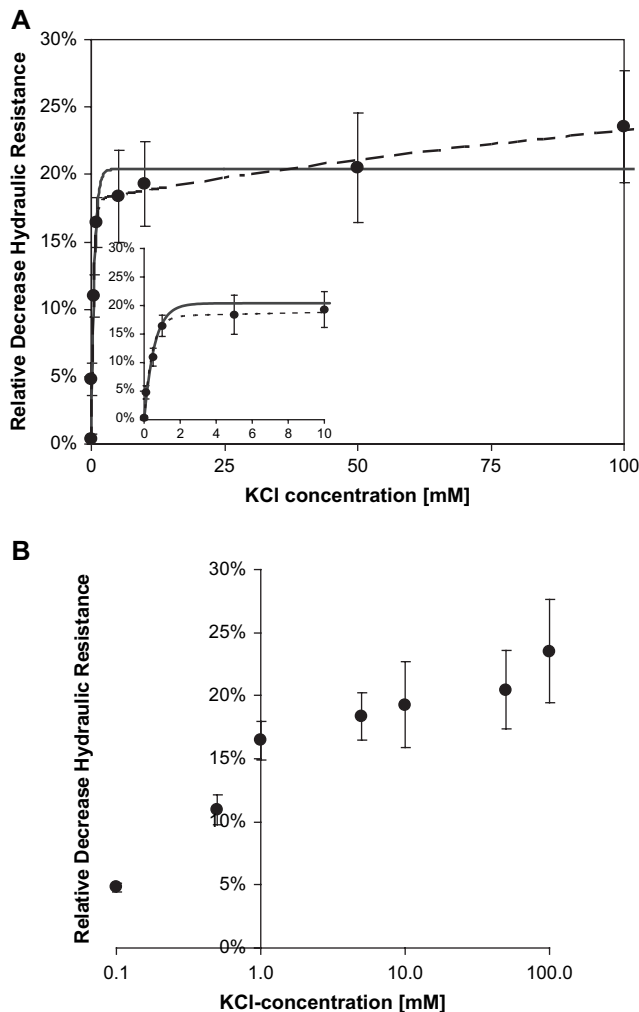 A
Relative Decrease Hydraulic Resistance
30%
25%
20%
15%
10%
5%
0%
30%
25%
20%
15%
10%
5%
0%
0 2 4 6 8 10
0 25 50 75 100
KCl concentration [mM]
B
Relative Decrease Hydraulic Resistance
30%
25%
20%
15%
10%
5%
0%
0.1 1.0 10.0 100.0
KCl-concentration [mM]